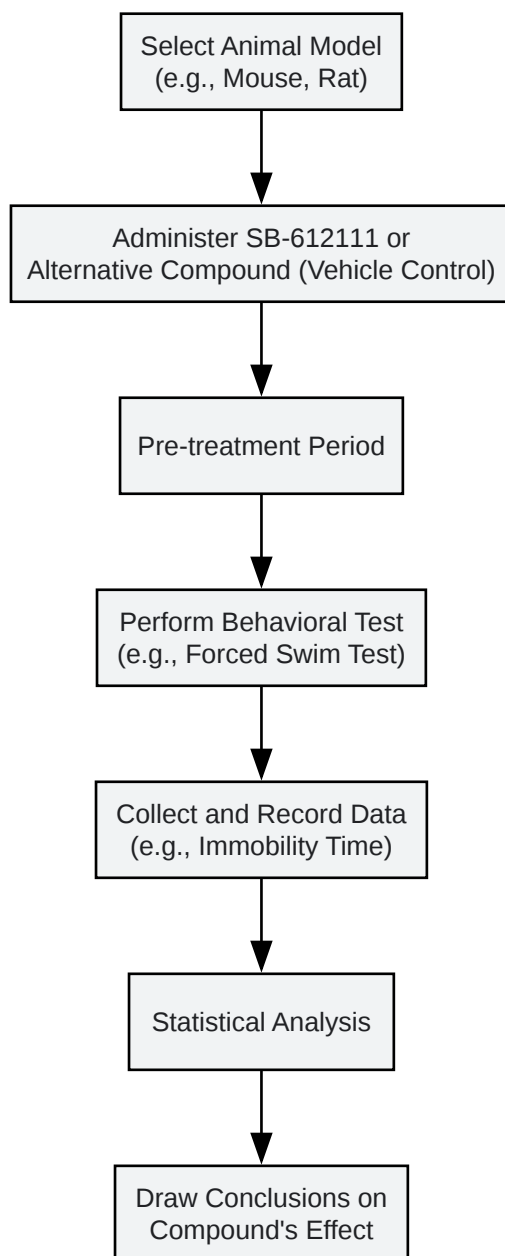 Select Animal Model
(e.g., Mouse, Rat)
Administer SB-612111 or
Alternative Compound (Vehicle Control)
Pre-treatment Period
Perform Behavioral Test
(e.g., Forced Swim Test)
Collect and Record Data
(e.g., Immobility Time)
Statistical Analysis
Draw Conclusions on
Compound's Effect